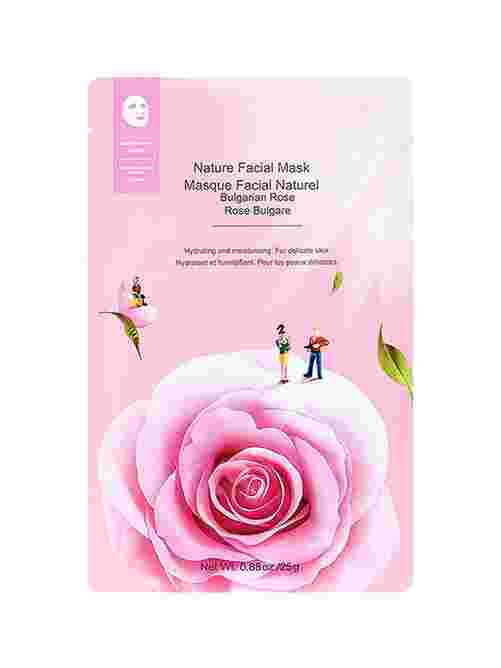 Nature Facial Mask
Masque Facial Naturel
Bulgarian Rose
Rose Bulgare
Hydrating and moisturising. For delicate skin
Hydratant et humidifiant. Pour les peaux délicates.
Net Wt. 0.88oz /25g